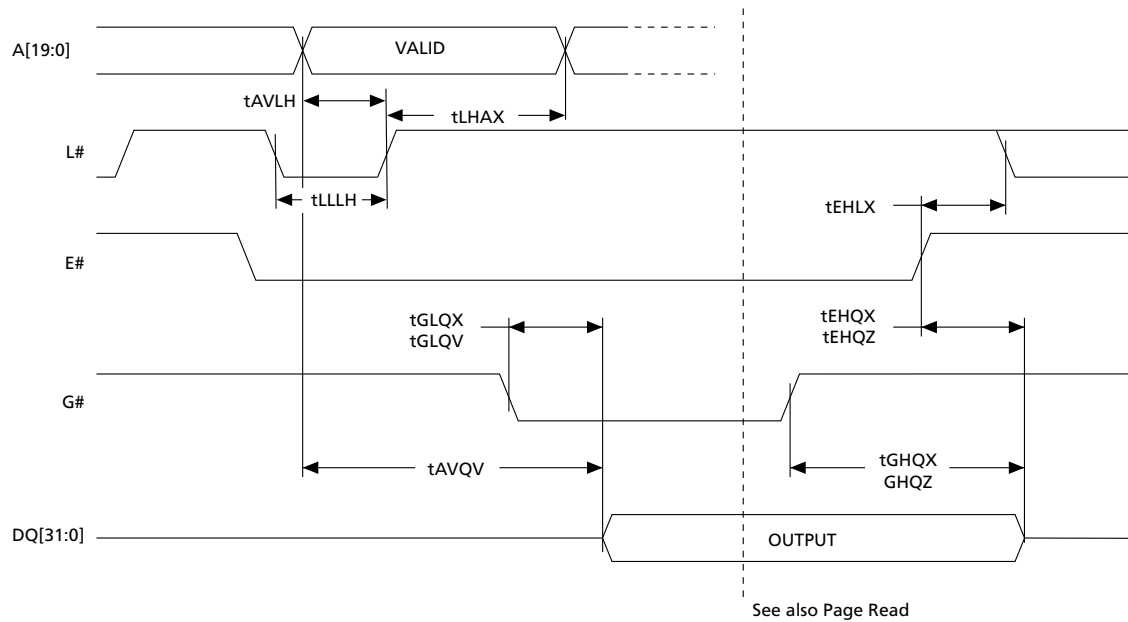 A[19:0]
VALID
tAVLH
tLHAX
L#
tLLLH
tEHLX
E#
tGLQX
tGLQV
tEHQX
tEHQZ
G#
tAVQV
tGHQX
GHQZ
DQ[31:0]
OUTPUT
See also Page Read